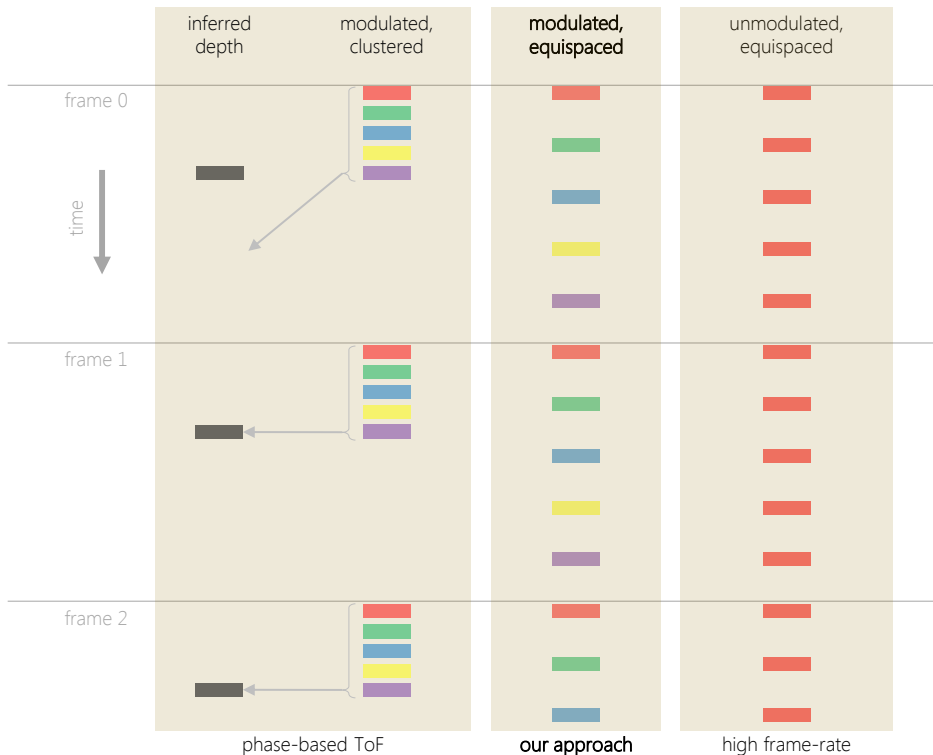 inferred
depth
modulated,
clustered
modulated,
equispaced
unmodulated,
equispaced
frame 0
time
frame 1
frame 2
phase-based ToF
our approach
high frame-rate